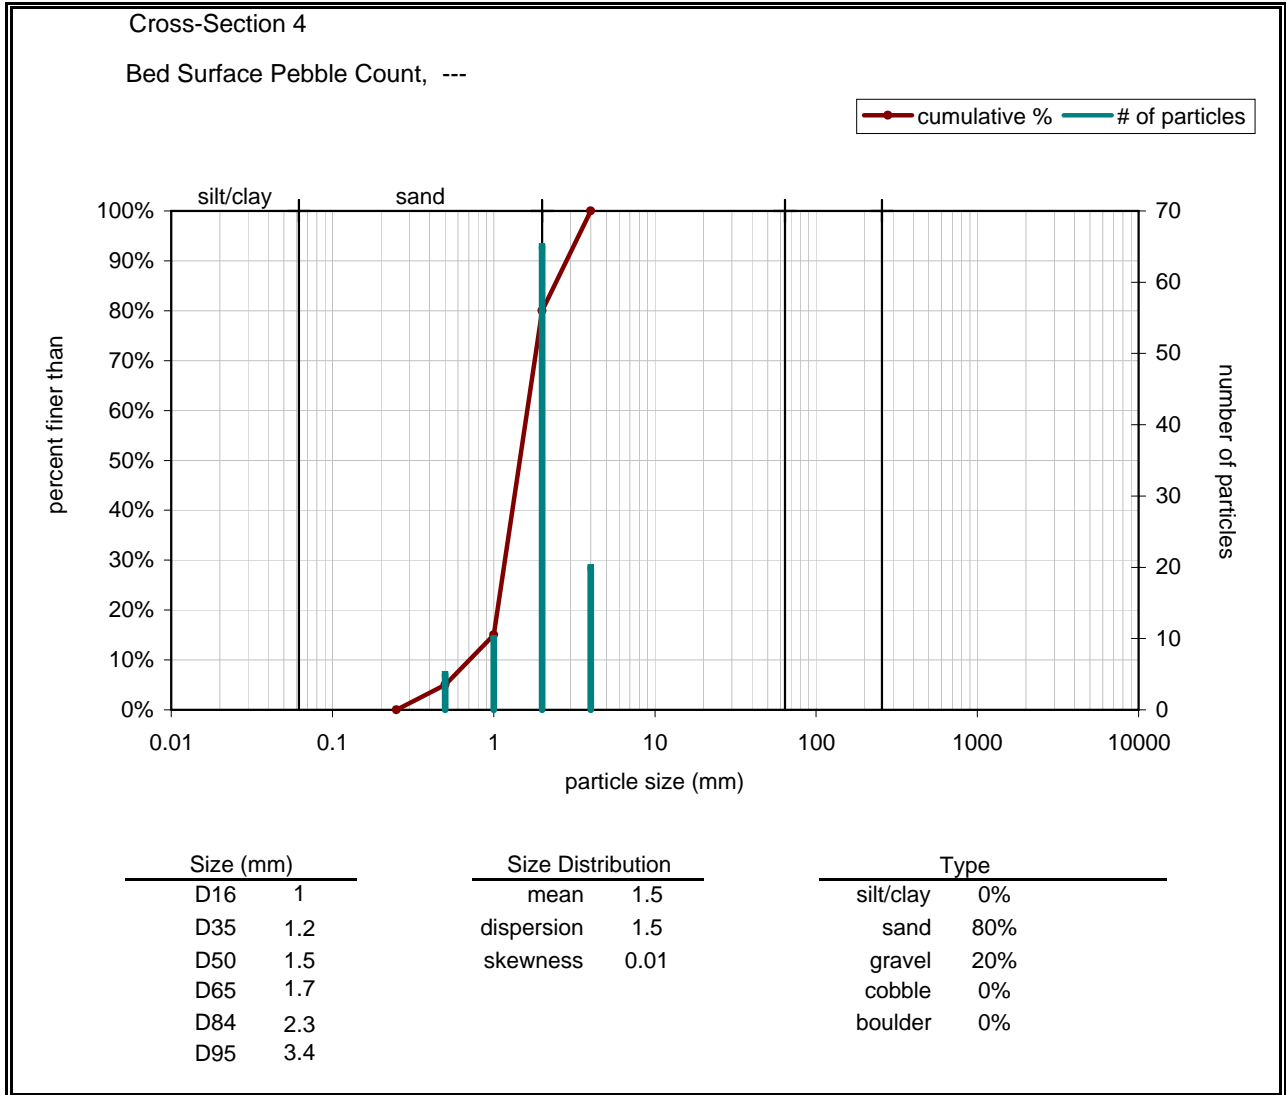 Cross-Section 4
Bed Surface Pebble Count, ---
cumulative % # of particles
silt/clay sand
100% 70
90%
60
80%
70% 50
60%
40
50%
40% 30
30%
20
20%
10
10%
0% 0
percent finer than
number of particles
0.01 0.1 1 10 100 1000 10000
particle size (mm)
Size (mm) Size Distribution Type
D16 1 mean 1.5 silt/clay 0%
D35 1.2 dispersion 1.5 sand 80%
D50 1.5 skewness 0.01 gravel 20%
D65 1.7 cobble 0%
D84 2.3 boulder 0%
D95 3.4